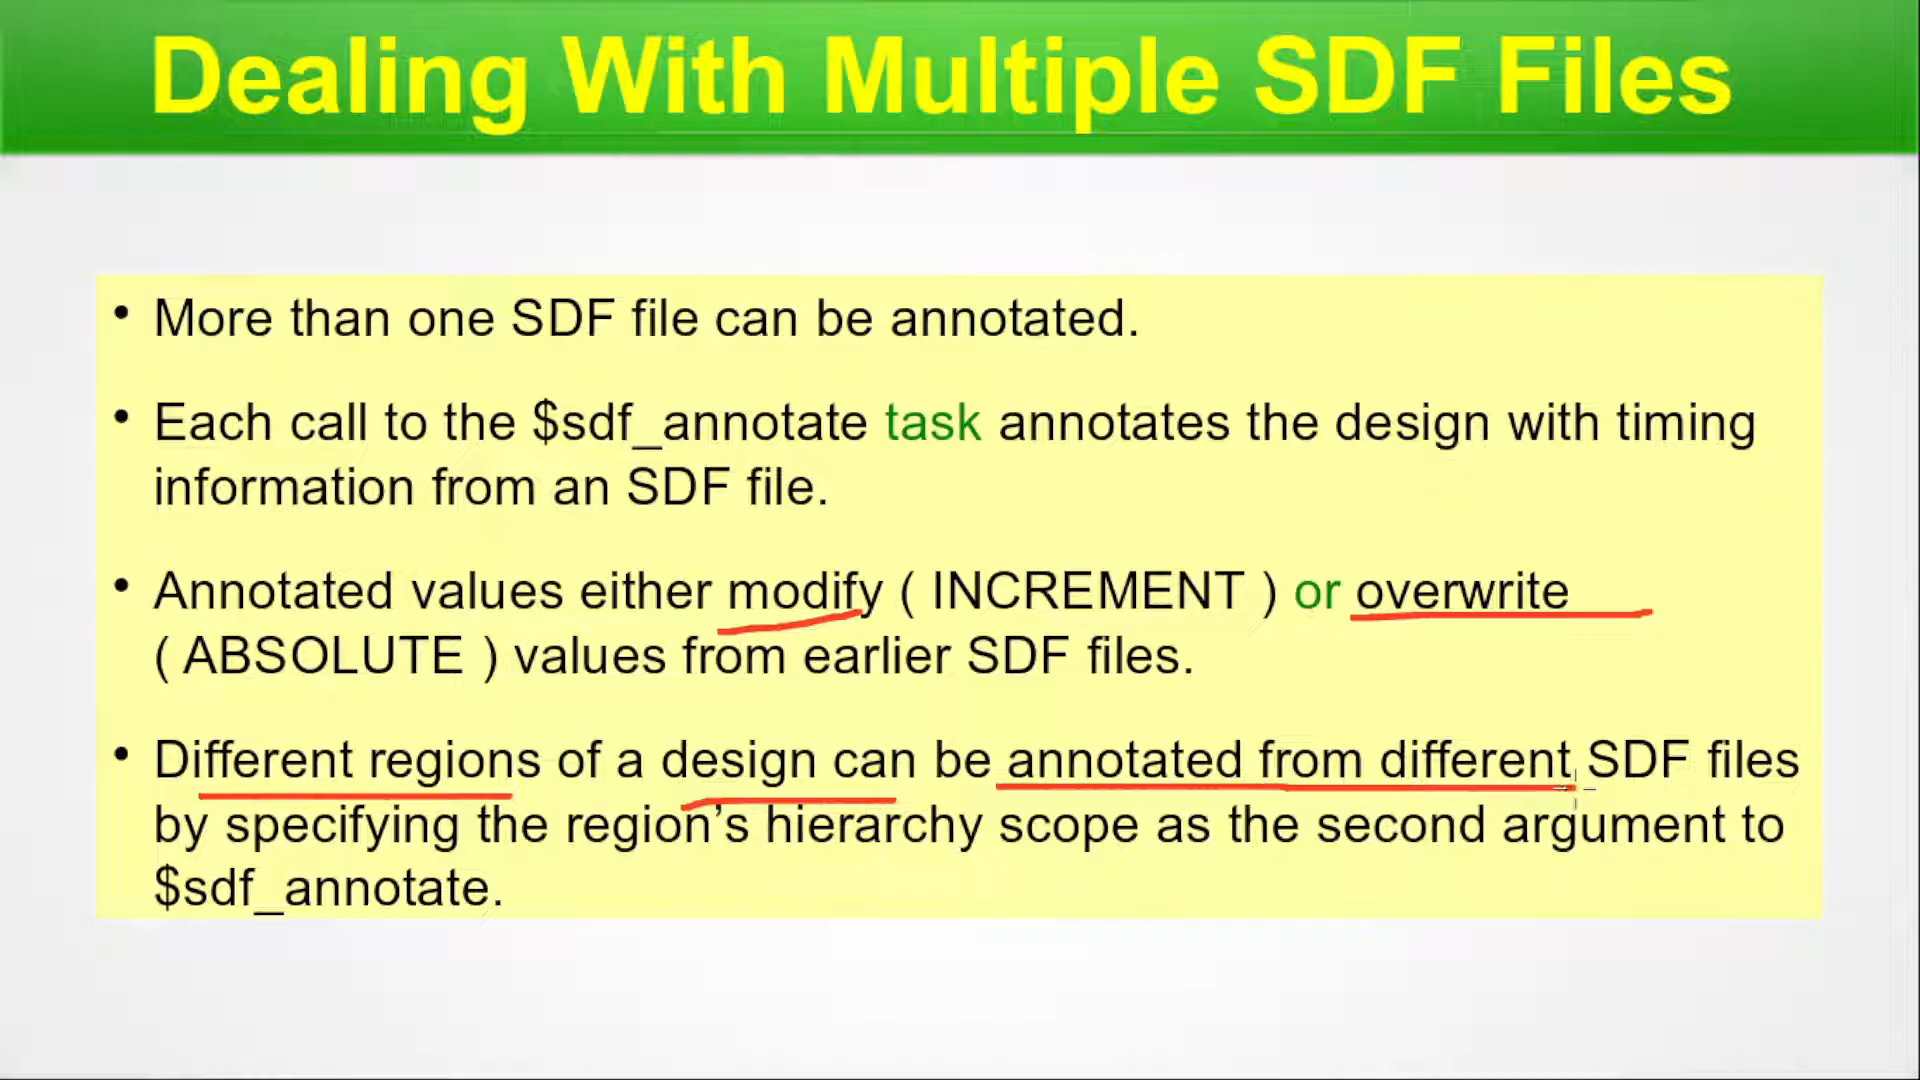 Dealing With Multiple SDF Files
• More than one SDF file can be annotated.
• Each call to the $sdf_annotate task annotates the design with timing
information from an SDF file.
• Annotated values either modify ( INCREMENT ) or overwrite
( ABSOLUTE ) values from earlier SDF files.
• Different regions of a design can be annotated from different SDF files
by specifying the region’s hierarchy scope as the second argument to
$sdf_annotate.